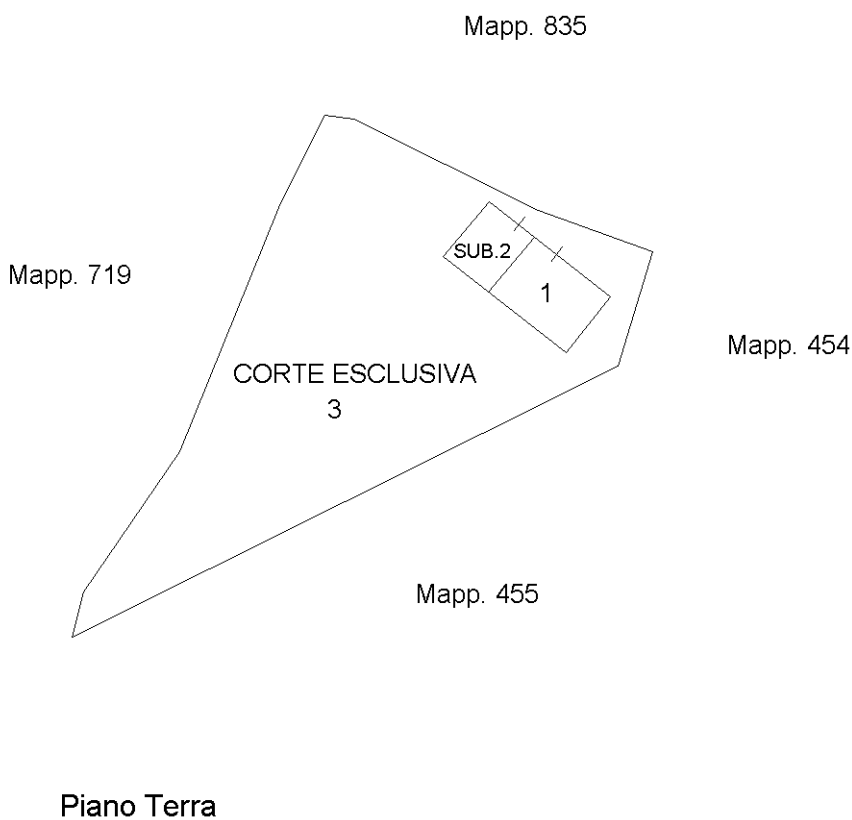 Mapp. 835
SUB.2
Mapp. 719
1
Mapp. 454
CORTE ESCLUSIVA
3
Mapp. 455
Piano Terra